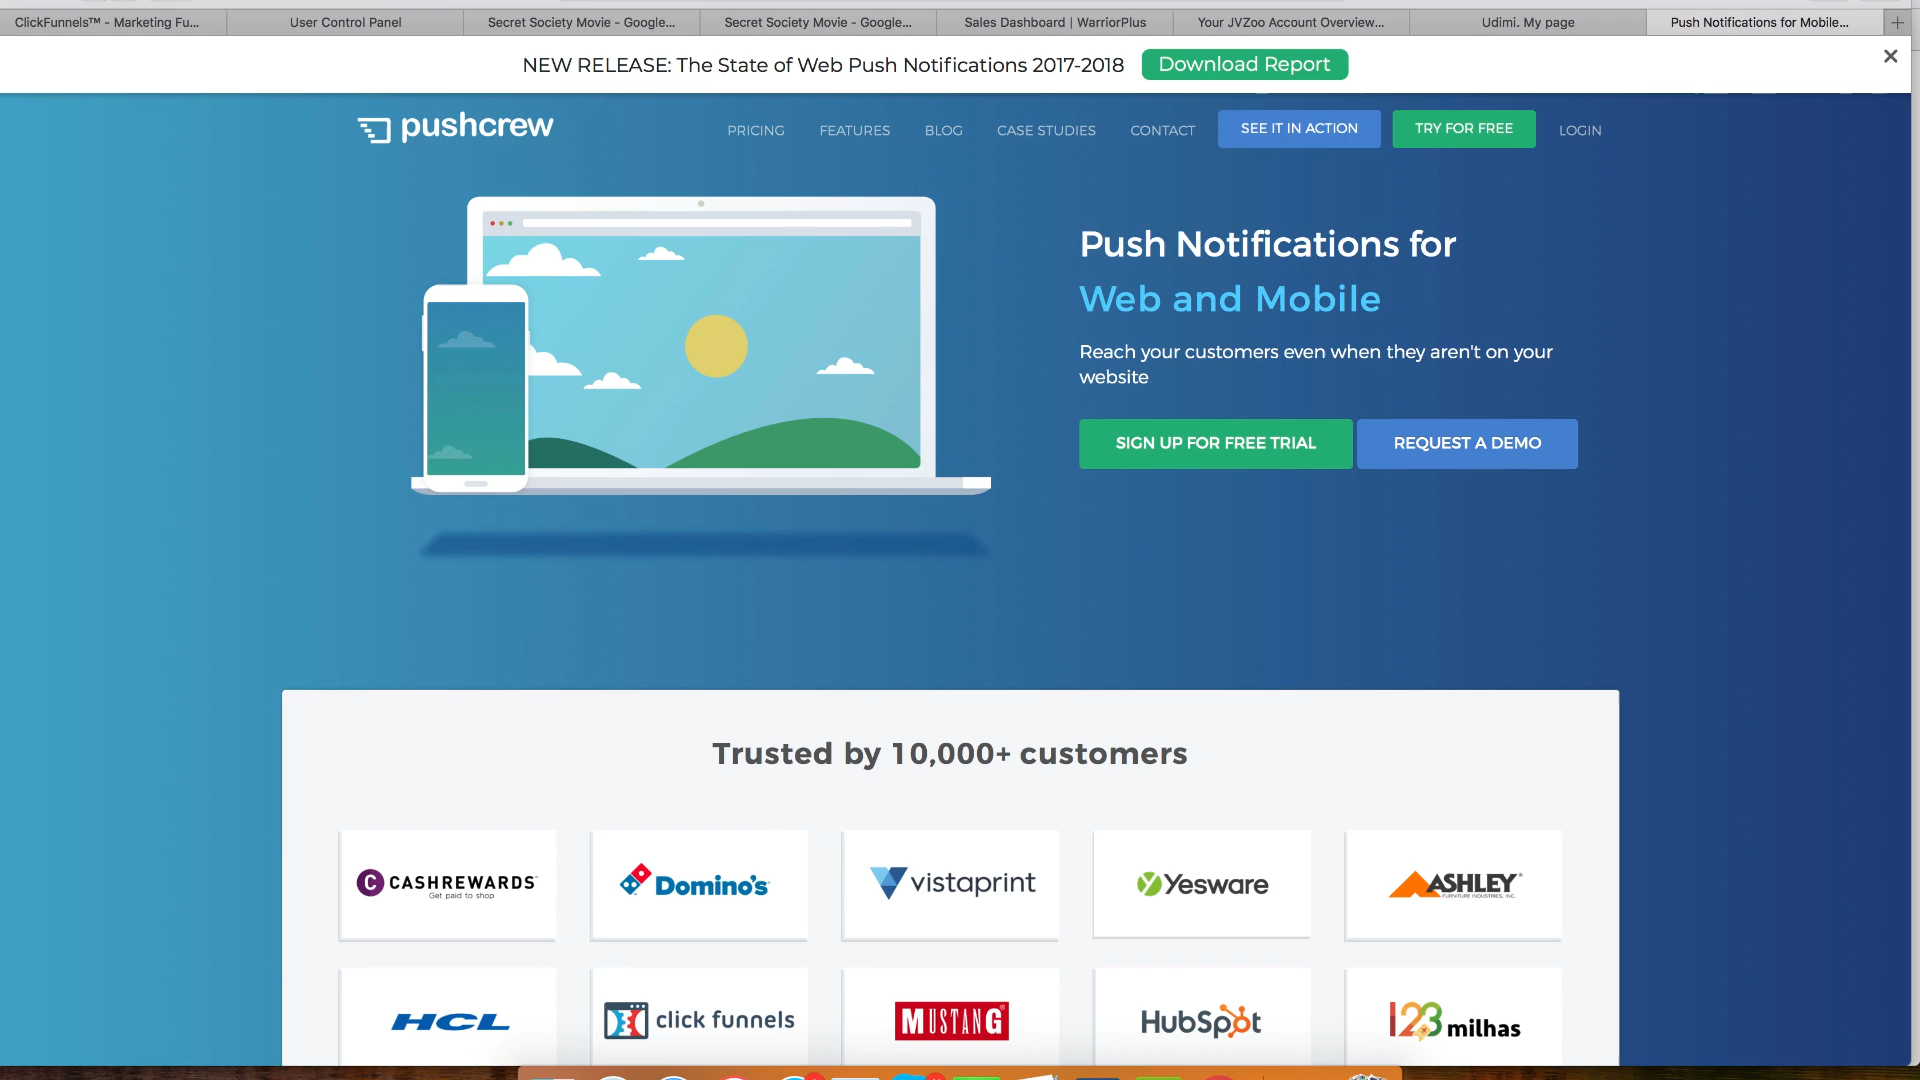 ClickFunnels™ - Marketing Fu...
User Control Panel
Secret Society Movie - Google...
Secret Society Movie - Google...
Sales Dashboard | WarriorPlus
Your JVZoo Account Overview...
Udimi. My page
Push Notifications for Mobile...
NEW RELEASE: The State of Web Push Notifications 2017-2018
Download Report
pushcrew
PRICING
FEATURES
BLOG
CASE STUDIES
CONTACT
SEE IT IN ACTION
TRY FOR FREE
LOGIN
Push Notifications for
Web and Mobile
Reach your customers even when they aren't on your
website
SIGN UP FOR FREE TRIAL
REQUEST A DEMO
Trusted by 10,000+ customers
C CASHREWARDS™
Get paid to shop
Domino's
vistaprint
Yesware
ASHLEY®
FURNITURE INDUSTRIES, INC.
HCL
click funnels
MUSTANG®
HubSpot
123milhas